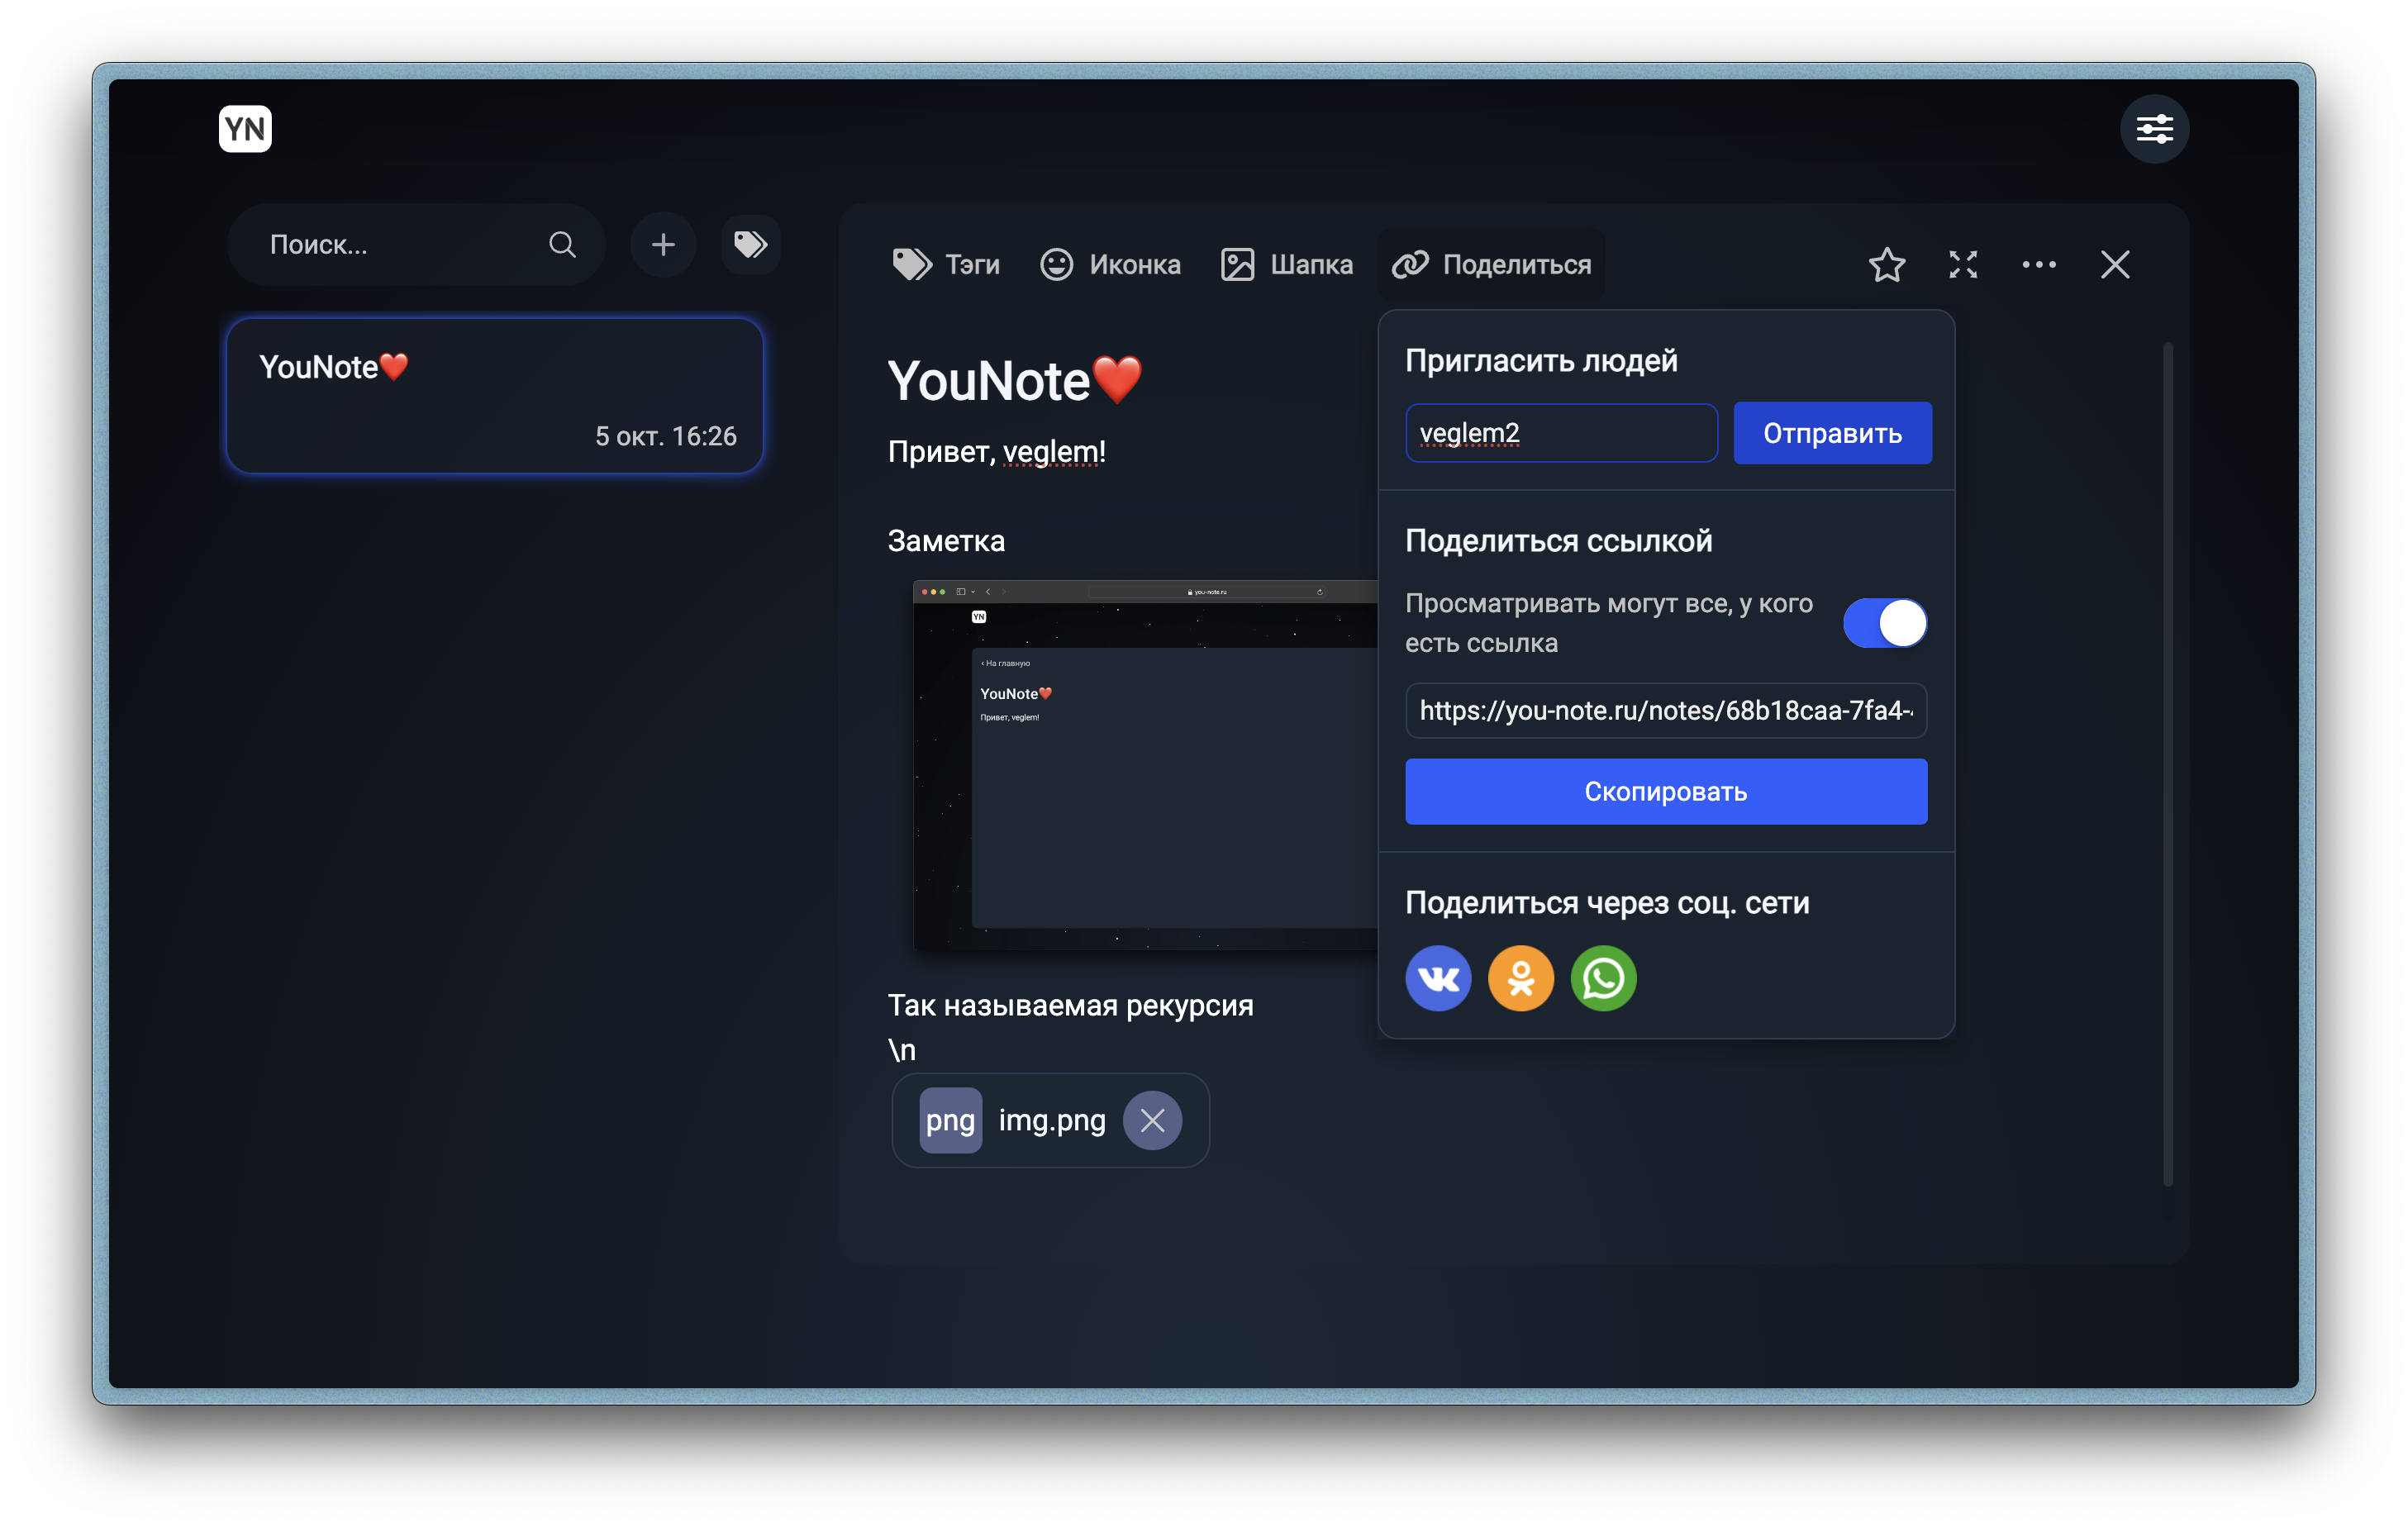 YN
Поиск...
YouNote❤️
5 окт. 16:26
Тэги
Иконка
Шапка
Поделиться
YouNote❤️
Привет, veglem!
Заметка
you-note.ru
YN
‹ На главную
YouNote❤️
Привет, veglem!
Так называемая рекурсия
\n
png
img.png
Пригласить людей
veglem2
Отправить
Поделиться ссылкой
Просматривать могут все, у кого
есть ссылка
https://you-note.ru/notes/68b18caa-7fa4-
Скопировать
Поделиться через соц. сети